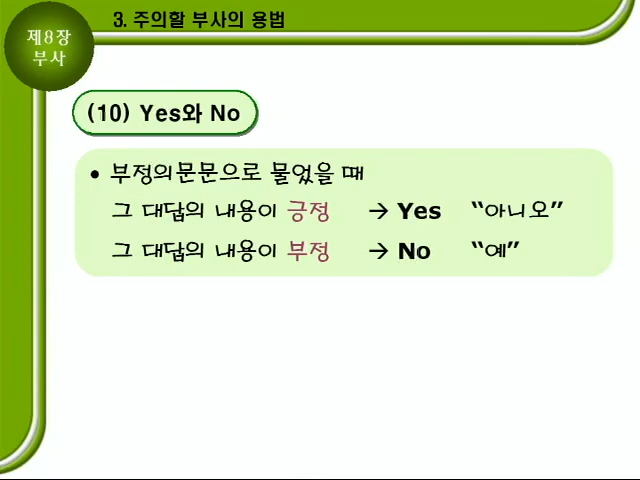 3. 주의할 부사의 용법
제8장
부사
(10) Yes와 No
• 부정의문문으로 물었을 때
그 대답의 내용이 긍정 → Yes “아니오”
그 대답의 내용이 부정 → No “예”